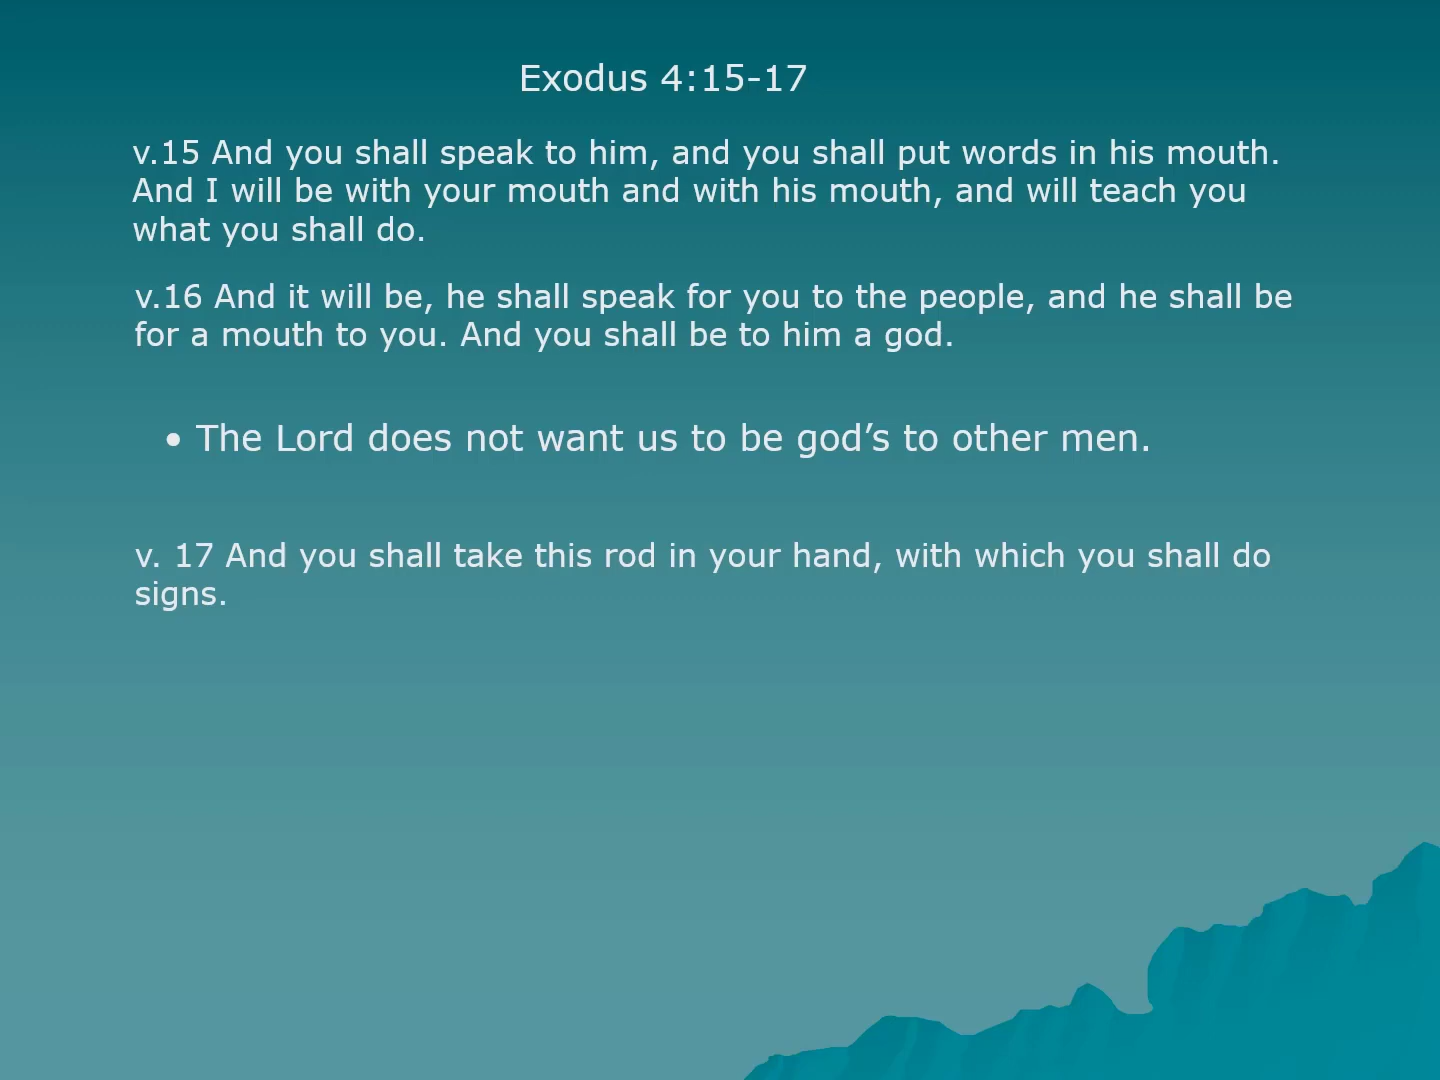 Exodus 4:15-17
v.15 And you shall speak to him, and you shall put words in his mouth.
And I will be with your mouth and with his mouth, and will teach you
what you shall do.
v.16 And it will be, he shall speak for you to the people, and he shall be
for a mouth to you. And you shall be to him a god.
• The Lord does not want us to be god’s to other men.
v. 17 And you shall take this rod in your hand, with which you shall do
signs.